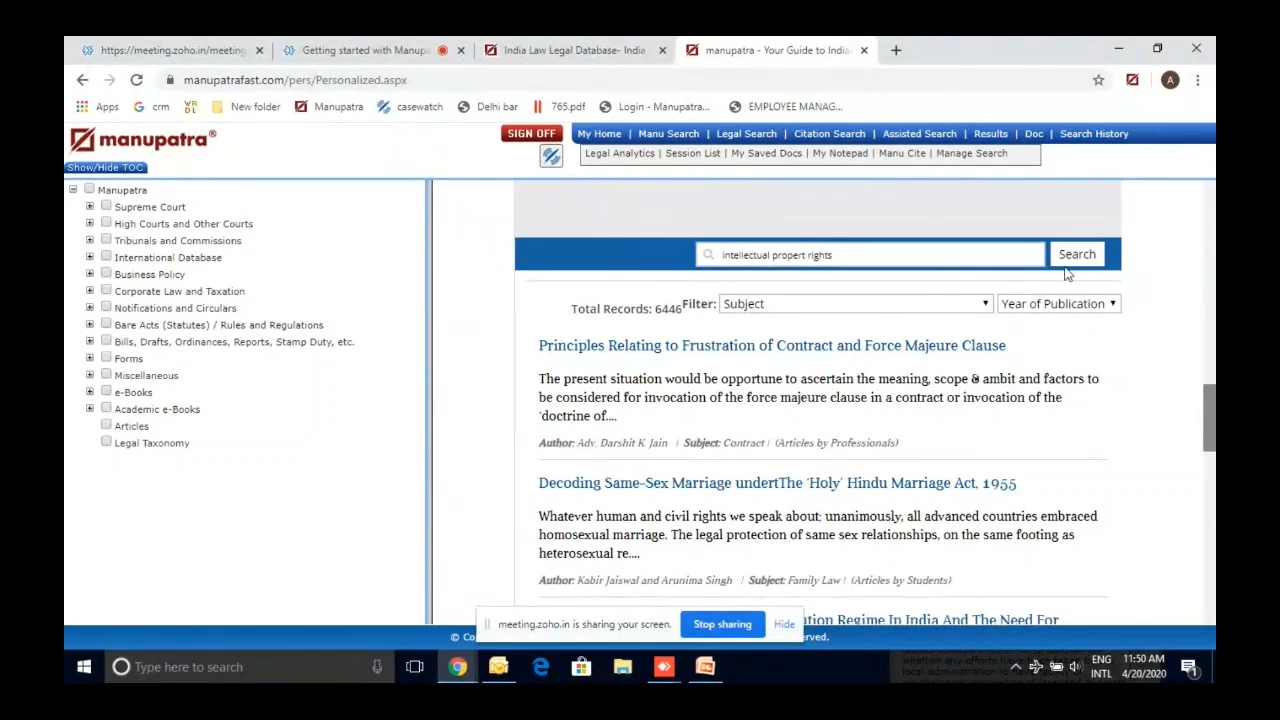 https://meeting.zoho.in/meeting
Getting started with Manupa
India Law Legal Database- India
manupatra - Your Guide to India
manupatrafast.com/pers/Personalized.aspx
A
Apps
crm
New folder
Manupatra
casewatch
Delhi bar
765.pdf
Login - Manupatra...
EMPLOYEE MANAG...
manupatra®
SIGN OFF
My Home | Manu Search | Legal Search | Citation Search | Assisted Search | Results | Doc | Search History
Legal Analytics | Session List | My Saved Docs | My Notepad | Manu Cite | Manage Search
Show/Hide TOC
Manupatra
Supreme Court
High Courts and Other Courts
Tribunals and Commissions
International Database
Business Policy
Corporate Law and Taxation
Notifications and Circulars
Bare Acts (Statutes) / Rules and Regulations
Bills, Drafts, Ordinances, Reports, Stamp Duty, etc.
Forms
Miscellaneous
e-Books
Academic e-Books
Articles
Legal Taxonomy
intellectual propert rights
Search
Total Records: 6446
Filter:
Subject
Year of Publication
Principles Relating to Frustration of Contract and Force Majeure Clause
The present situation would be opportune to ascertain the meaning, scope & ambit and factors to
be considered for invocation of the force majeure clause in a contract or invocation of the
'doctrine of....
Author: Adv. Darshit K. Jain / Subject: Contract / (Articles by Professionals)
Decoding Same-Sex Marriage undertThe 'Holy' Hindu Marriage Act, 1955
Whatever human and civil rights we speak about; unanimously, all advanced countries embraced
homosexual marriage. The legal protection of same sex relationships, on the same footing as
heterosexual re....
Author: Kabir Jaiswal and Arunima Singh / Subject: Family Law / (Articles by Students)
tion Regime In India And The Need For
meeting.zoho.in is sharing your screen.
Stop sharing
Hide
© Co
erved.
Type here to search
ENG
INTL
11:50 AM
4/20/2020
1